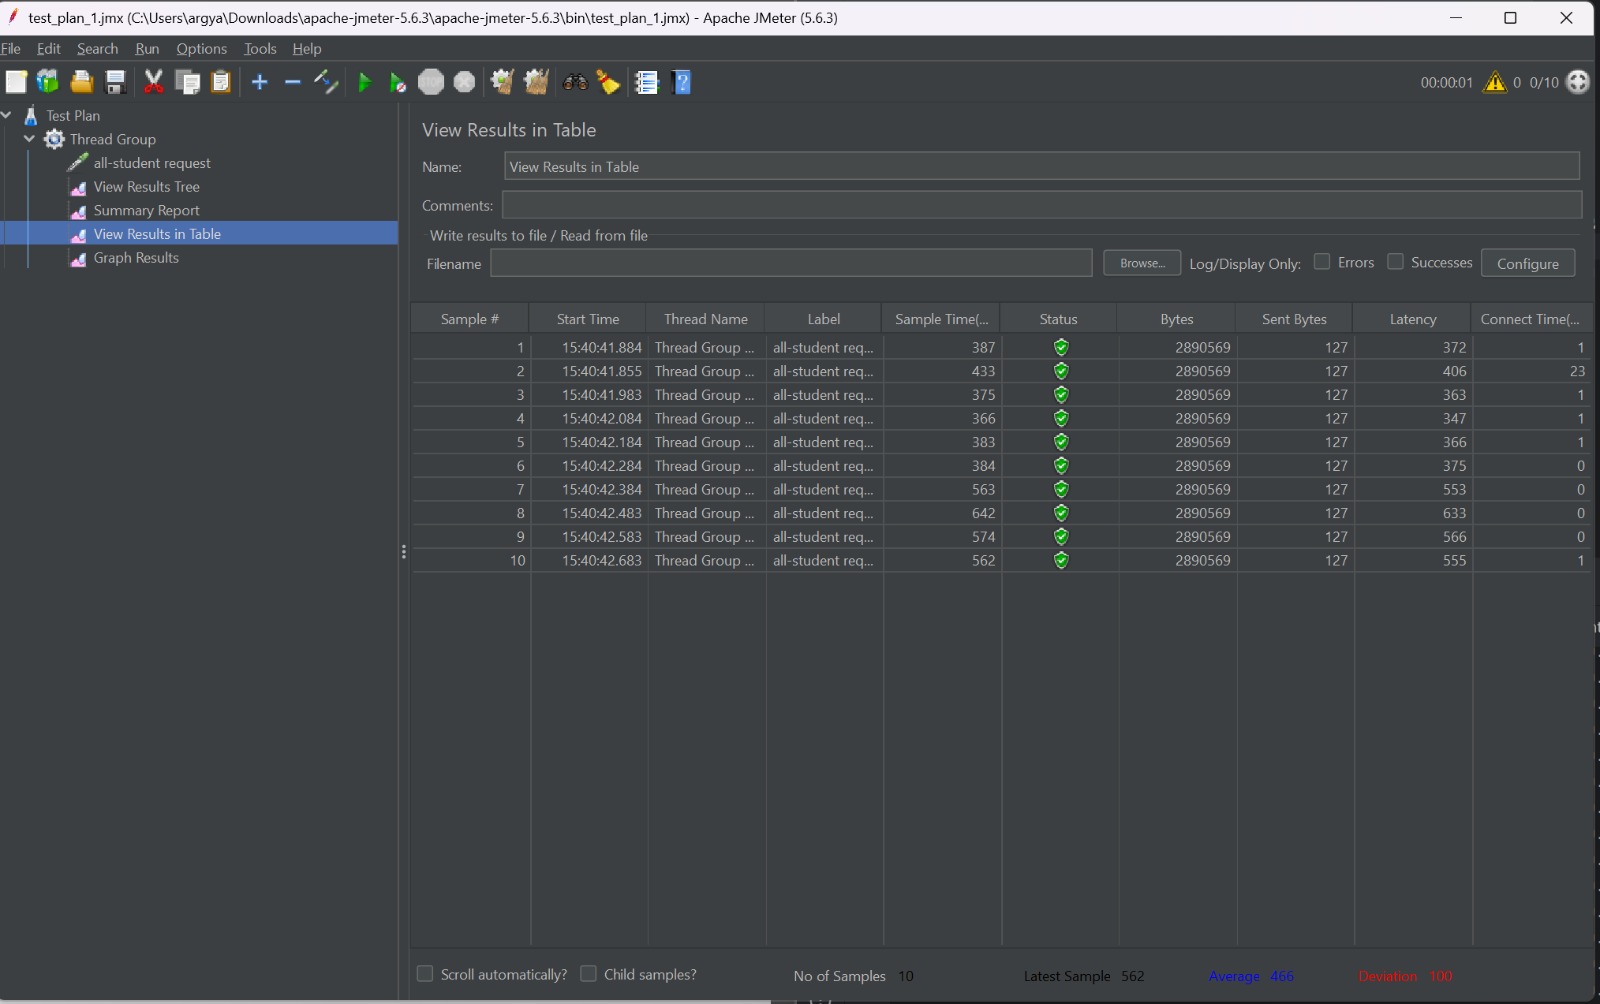 test_plan_1.jmx (C:\Users\argya\Downloads\apache-jmeter-5.6.3\apache-jmeter-5.6.3\bin\test_plan_1.jmx) - Apache JMeter (5.6.3)
File Edit Search Run Options Tools Help
00:00:01 0 0/10
Test Plan
Thread Group
all-student request
View Results Tree
Summary Report
View Results in Table
Graph Results
View Results in Table
Name: View Results in Table
Comments:
Write results to file / Read from file
Filename Browse... Log/Display Only: Errors Successes Configure
Sample # Start Time Thread Name Label Sample Time(... Status Bytes Sent Bytes Latency Connect Time(...
1 15:40:41.884 Thread Group ... all-student req... 387 2890569 127 372 1
2 15:40:41.855 Thread Group ... all-student req... 433 2890569 127 406 23
3 15:40:41.983 Thread Group ... all-student req... 375 2890569 127 363 1
4 15:40:42.084 Thread Group ... all-student req... 366 2890569 127 347 1
5 15:40:42.184 Thread Group ... all-student req... 383 2890569 127 366 1
6 15:40:42.284 Thread Group ... all-student req... 384 2890569 127 375 0
7 15:40:42.384 Thread Group ... all-student req... 563 2890569 127 553 0
8 15:40:42.483 Thread Group ... all-student req... 642 2890569 127 633 0
9 15:40:42.583 Thread Group ... all-student req... 574 2890569 127 566 0
10 15:40:42.683 Thread Group ... all-student req... 562 2890569 127 555 1
Scroll automatically? Child samples? No of Samples 10 Latest Sample 562 Average 466 Deviation 100